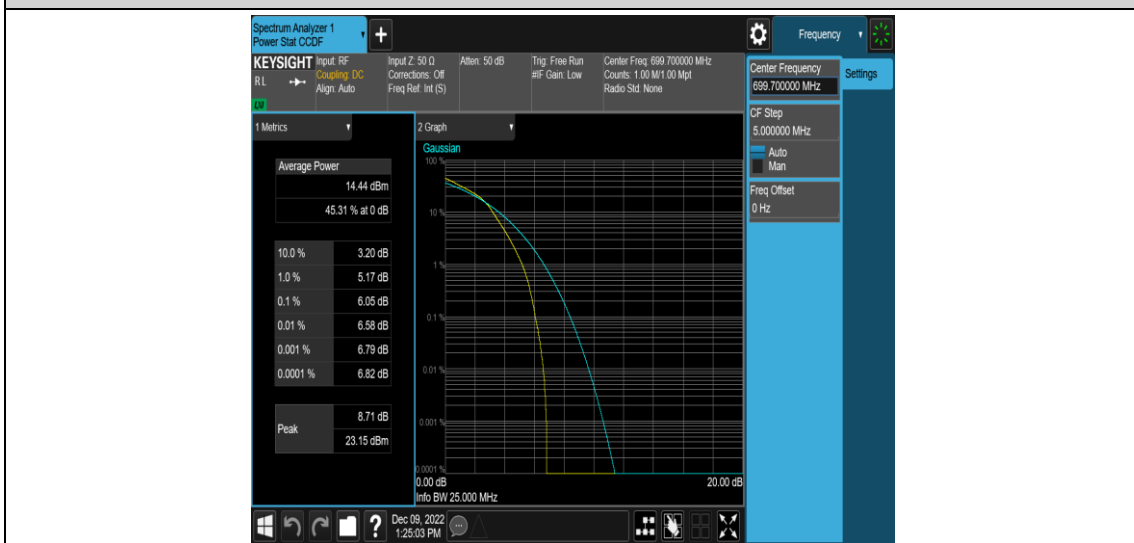 Spectrum Analyzer 1
Power Stat CCDF
+
Frequency
KEYSIGHT
RL
LXI
Input: RF
Coupling: DC
Align: Auto
Input Z: 50 Ω
Corrections: Off
Freq Ref: Int (S)
Atten: 50 dB
Trig: Free Run
#IF Gain: Low
Center Freq: 699.700000 MHz
Counts: 1.00 M/1.00 Mpt
Radio Std: None
Center Frequency
699.700000 MHz
Settings
CF Step
5.000000 MHz
Auto
Man
Freq Offset
0 Hz
1 Metrics
Average Power
14.44 dBm
45.31 % at 0 dB
10.0 % 3.20 dB
1.0 % 5.17 dB
0.1 % 6.05 dB
0.01 % 6.58 dB
0.001 % 6.79 dB
0.0001 % 6.82 dB
Peak
8.71 dB
23.15 dBm
2 Graph
Gaussian
100 %
10 %
1 %
0.1 %
0.01 %
0.001 %
0.0001 %
0.00 dB 20.00 dB
Info BW 25.000 MHz
?
Dec 09, 2022
1:25:03 PM